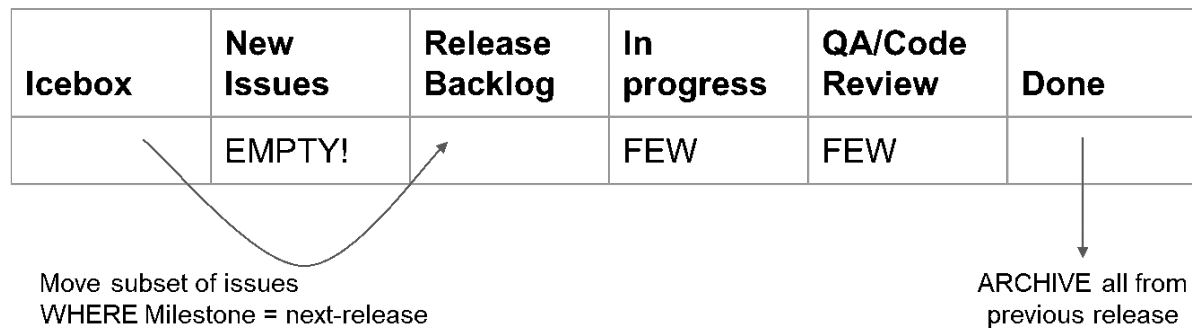 Icebox
New
Issues
Release
Backlog
In
progress
QA/Code
Review
Done
EMPTY!
FEW
FEW
Move subset of issues
WHERE Milestone = next-release
ARCHIVE all from
previous release